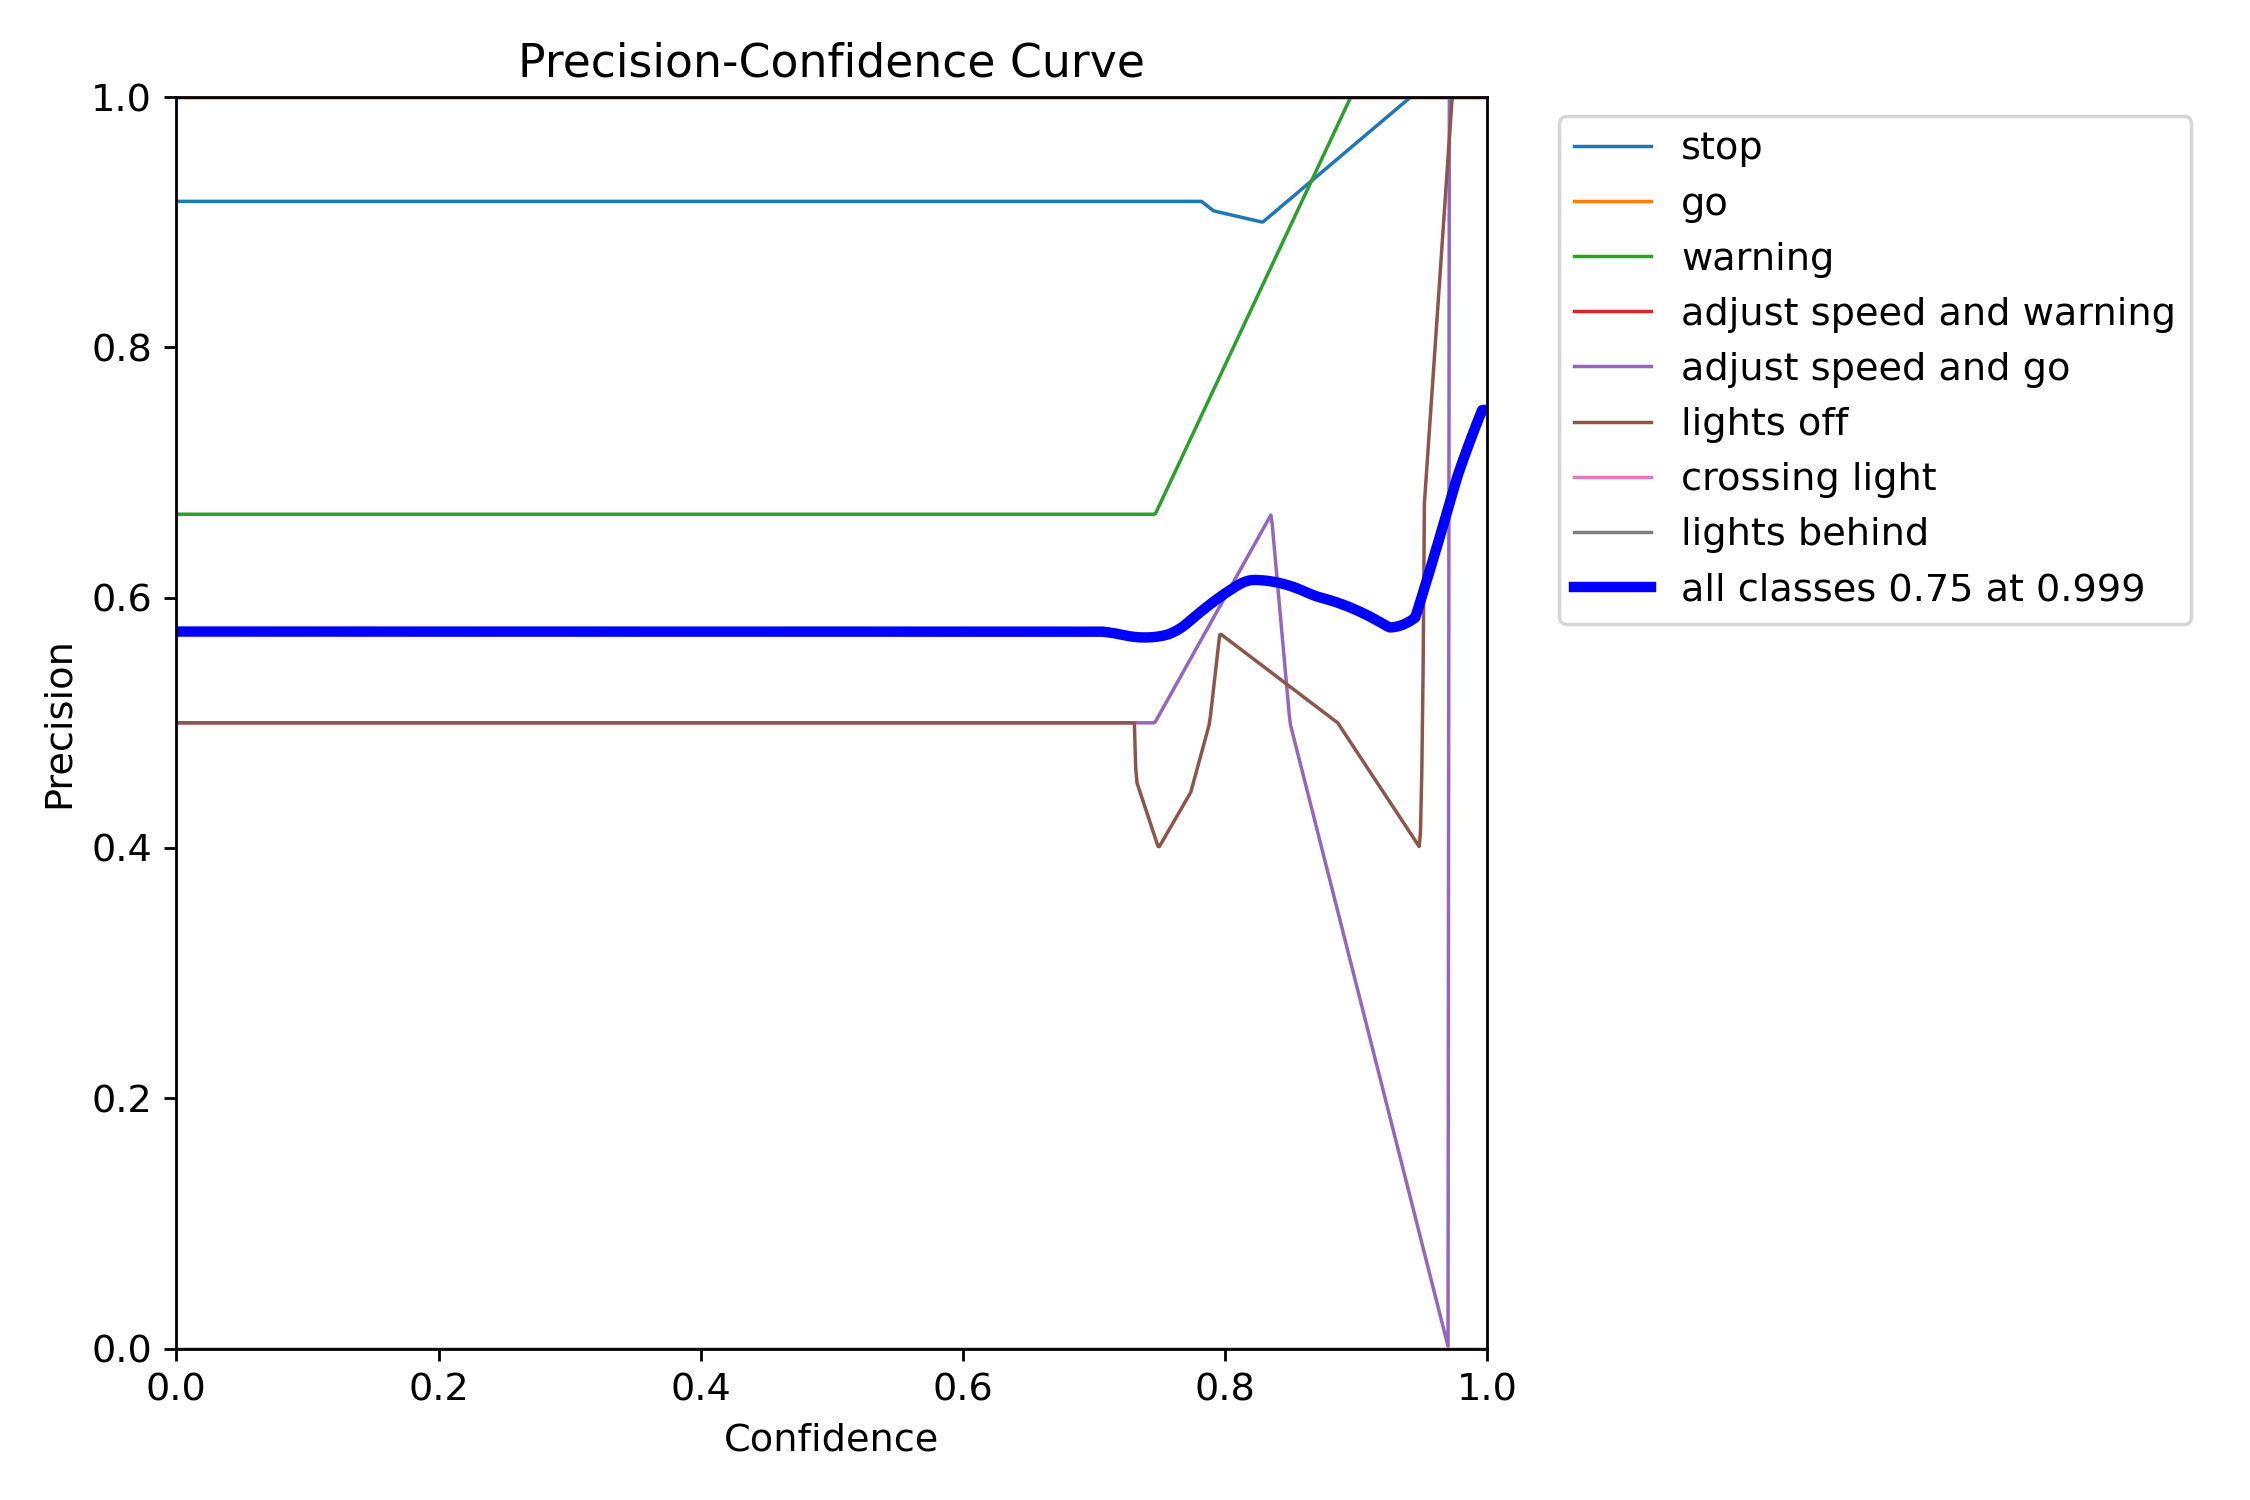 Precision-Confidence Curve
1.0
0.8
0.6
0.4
0.2
0.0
Precision
0.0 0.2 0.4 0.6 0.8 1.0
Confidence
stop
go
warning
adjust speed and warning
adjust speed and go
lights off
crossing light
lights behind
all classes 0.75 at 0.999